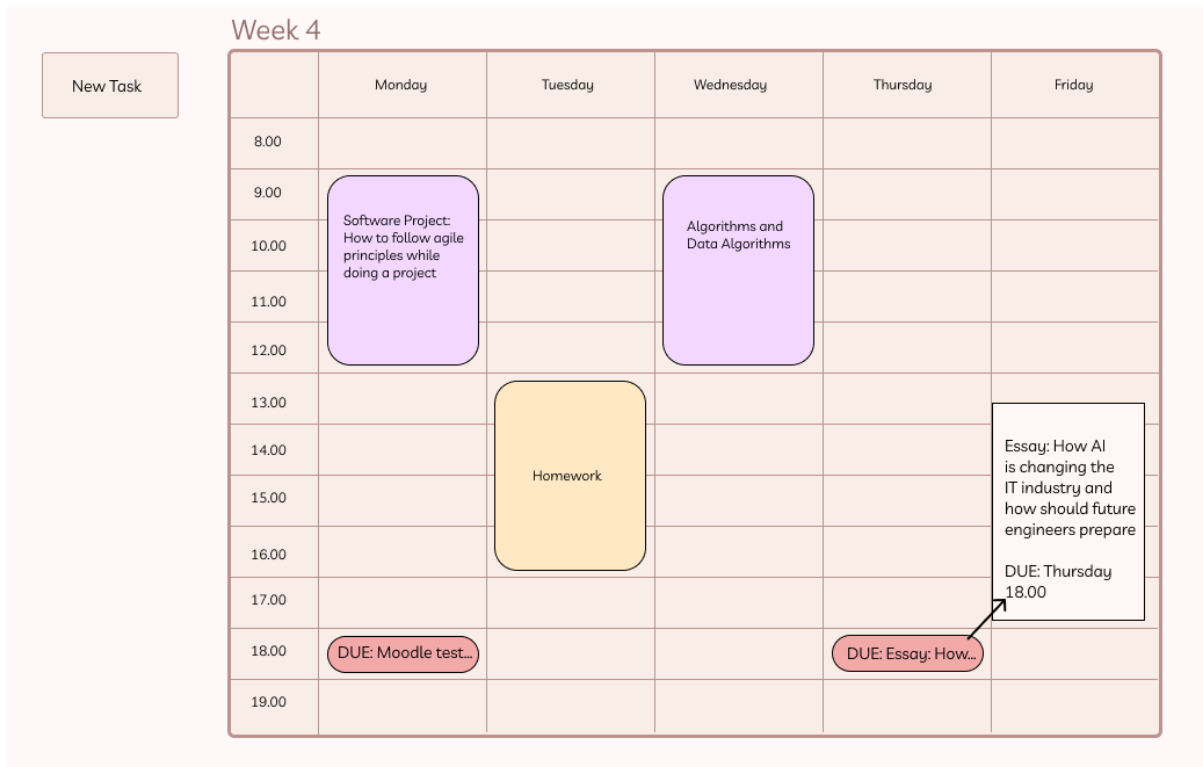 Week 4
New Task
Monday
Tuesday
Wednesday
Thursday
Friday
8.00
9.00
10.00
11.00
12.00
13.00
14.00
15.00
16.00
17.00
18.00
19.00
Software Project:
How to follow agile
principles while
doing a project
DUE: Moodle test...
Homework
Algorithms and
Data Algorithms
DUE: Essay: How...
Essay: How AI
is changing the
IT industry and
how should future
engineers prepare
DUE: Thursday
18.00